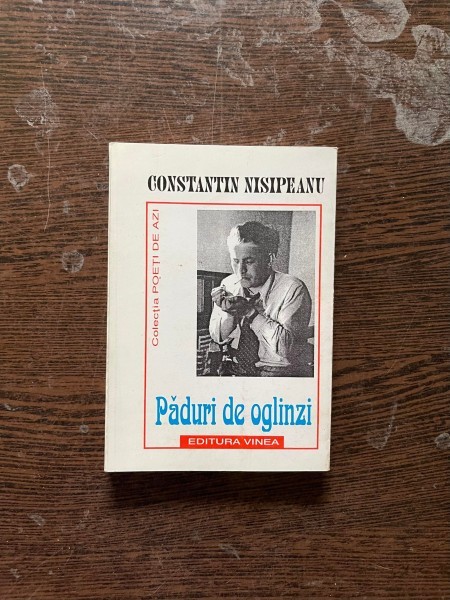 CONSTANTIN NISIPEANU
Colecția POEȚI DE AZI
Păduri de oglinzi
EDITURA VINEA